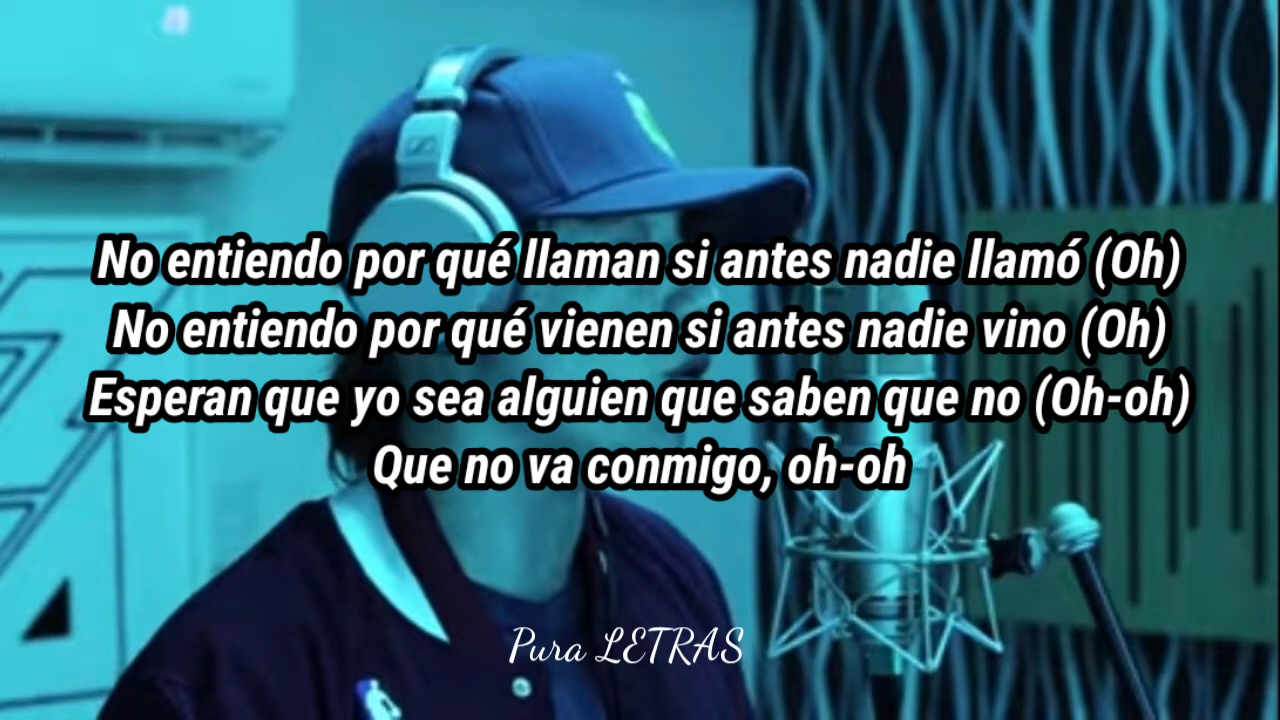 No entiendo por qué llaman si antes nadie llamó (Oh)
No entiendo por qué vienen si antes nadie vino (Oh)
Esperan que yo sea alguien que saben que no (Oh-oh)
Que no va conmigo, oh-oh
Pura LETRAS